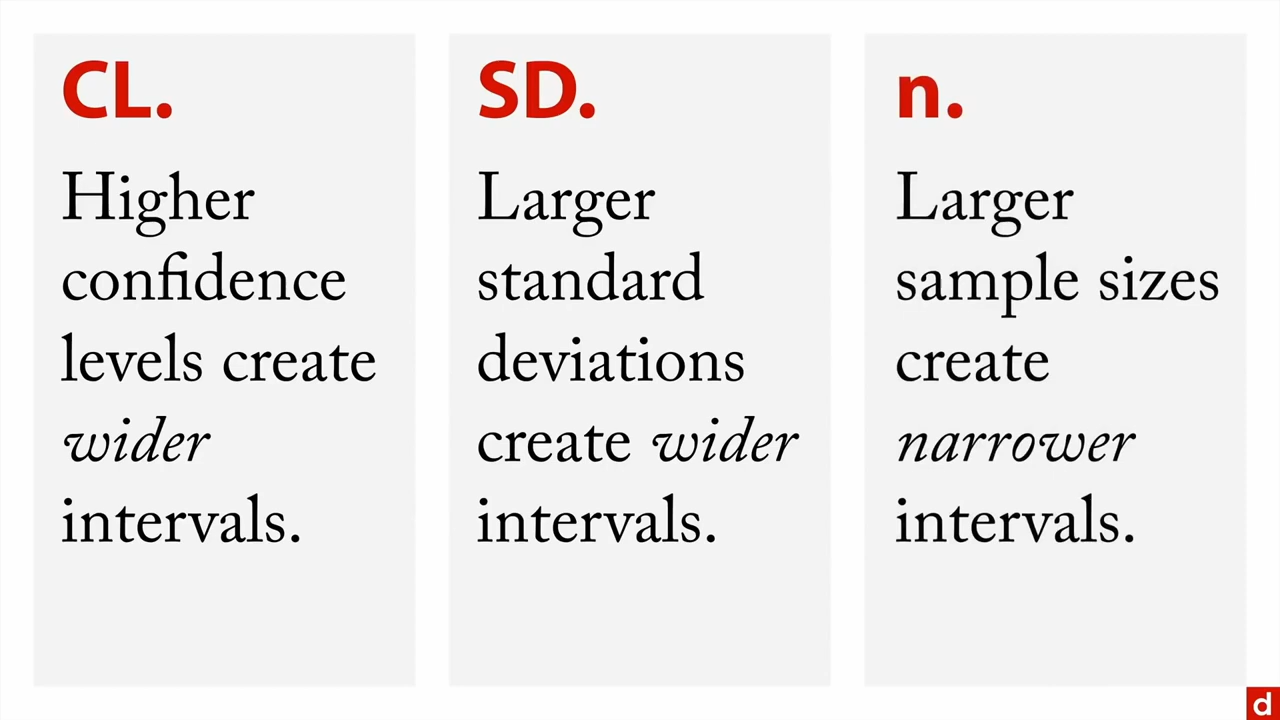 CL.
Higher
confidence
levels create
wider
intervals.
SD.
Larger
standard
deviations
create wider
intervals.
n.
Larger
sample sizes
create
narrower
intervals.
d